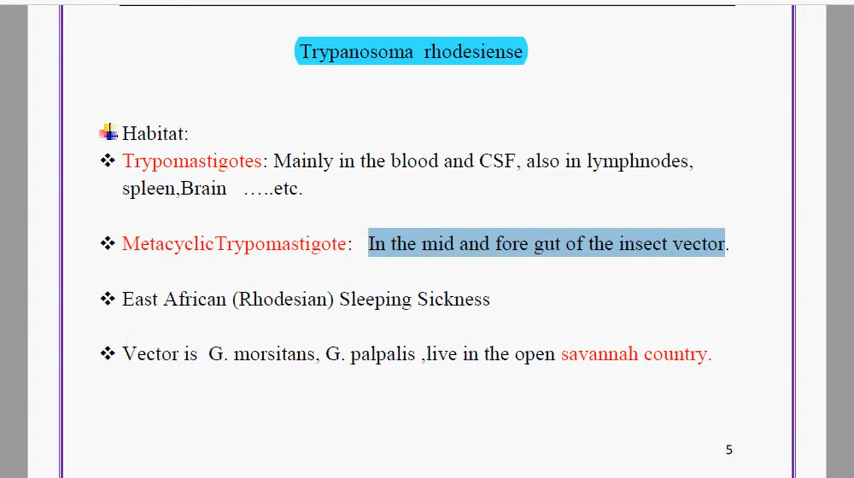 Trypanosoma rhodesiense
Habitat:
Trypomastigotes: Mainly in the blood and CSF, also in lymphnodes,
spleen,Brain …..etc.
MetacyclicTrypomastigote: In the mid and fore gut of the insect vector.
East African (Rhodesian) Sleeping Sickness
Vector is G. morsitans, G. palpalis ,live in the open savannah country.
5